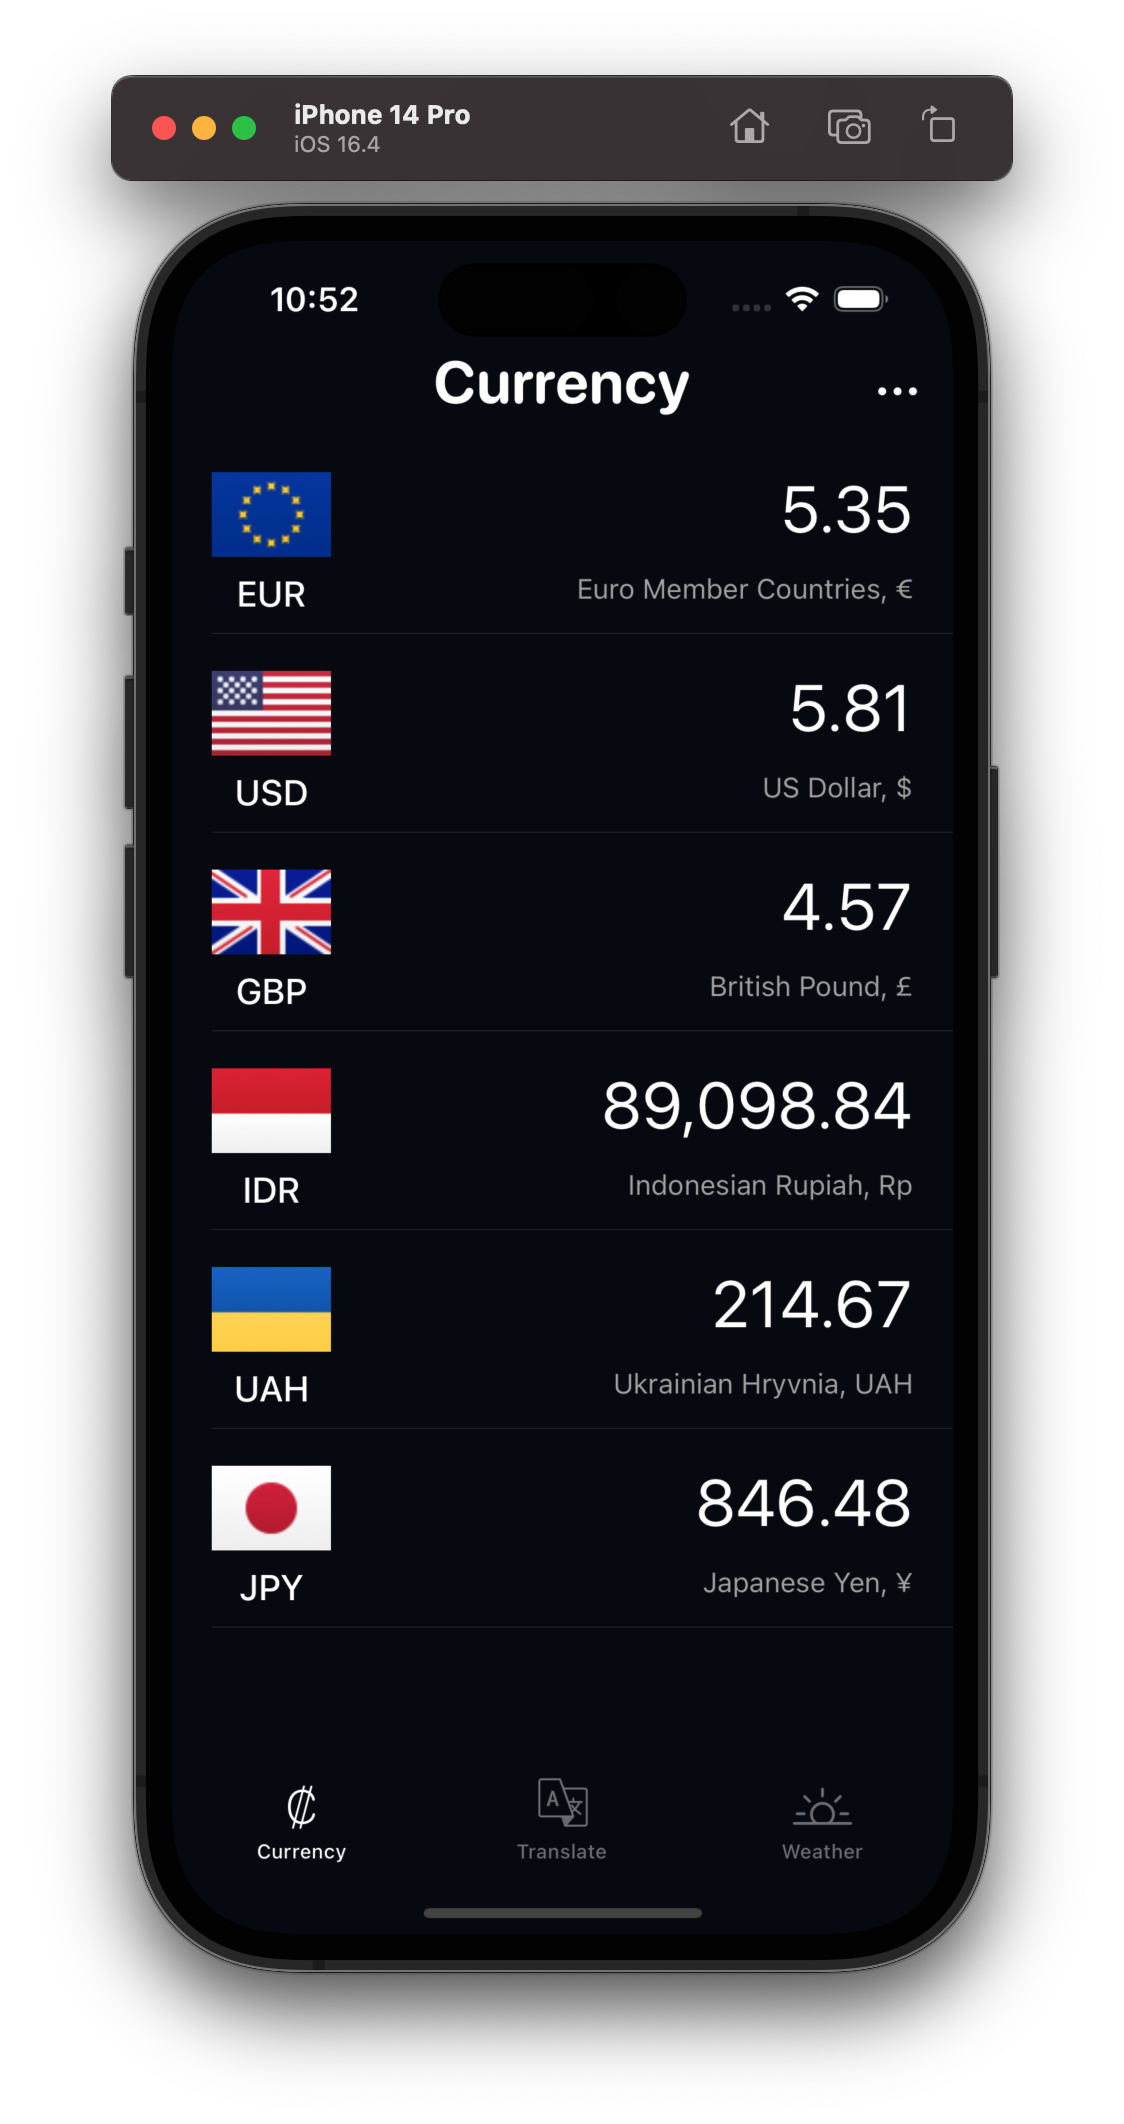 iPhone 14 Pro
iOS 16.4
10:52
Currency
5.35
EUR
Euro Member Countries, €
5.81
USD
US Dollar, $
4.57
GBP
British Pound, £
89,098.84
IDR
Indonesian Rupiah, Rp
214.67
UAH
Ukrainian Hryvnia, UAH
846.48
JPY
Japanese Yen, ¥
₡
A 文
Currency
Translate
Weather